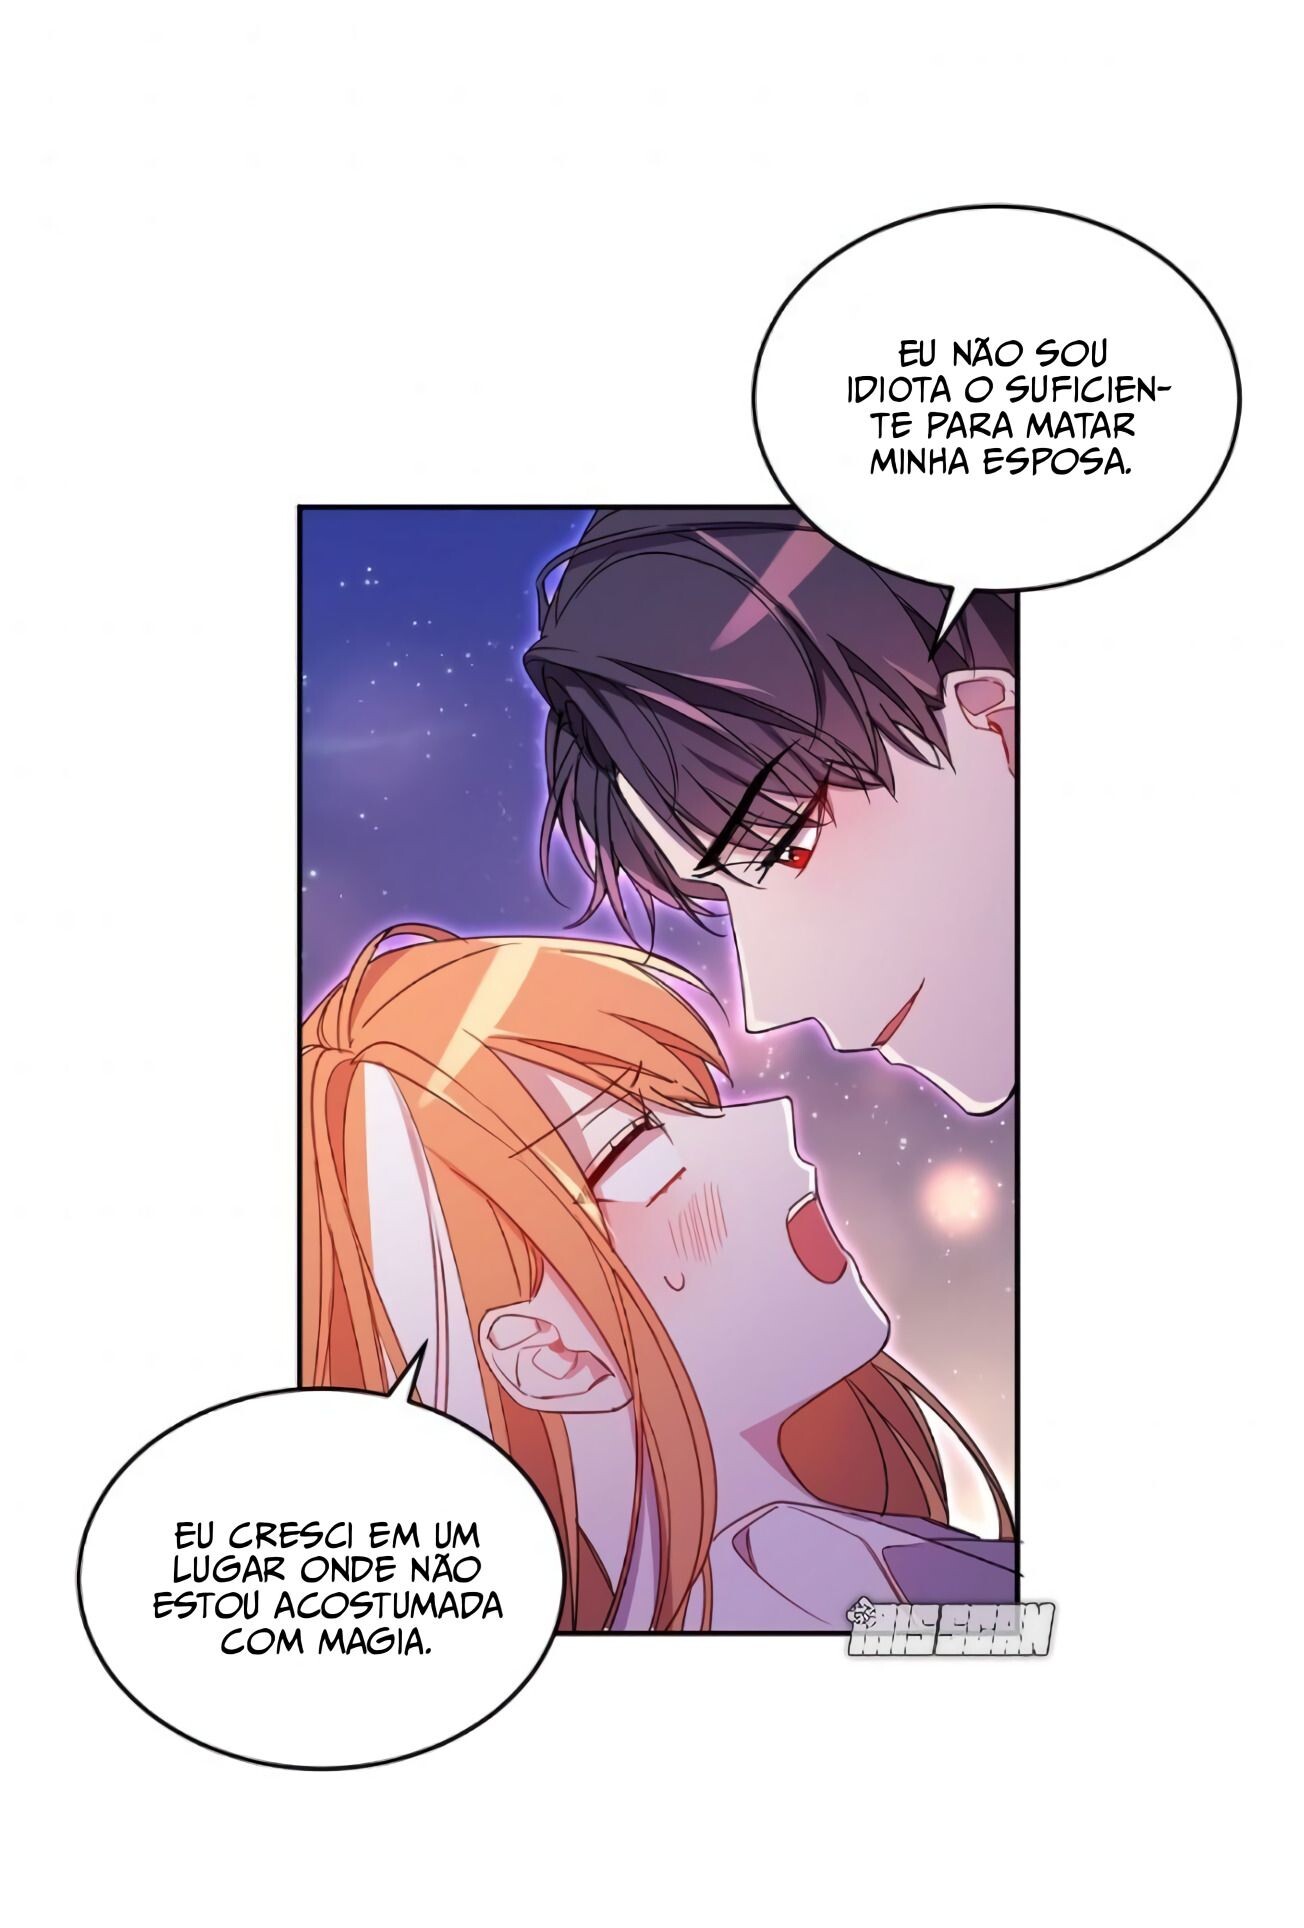 EU NÃO SOU
IDIOTA O SUFICIEN-
TE PARA MATAR
MINHA ESPOSA.
EU CRESCI EM UM
LUGAR ONDE NÃO
ESTOU ACOSTUMADA
COM MAGIA.